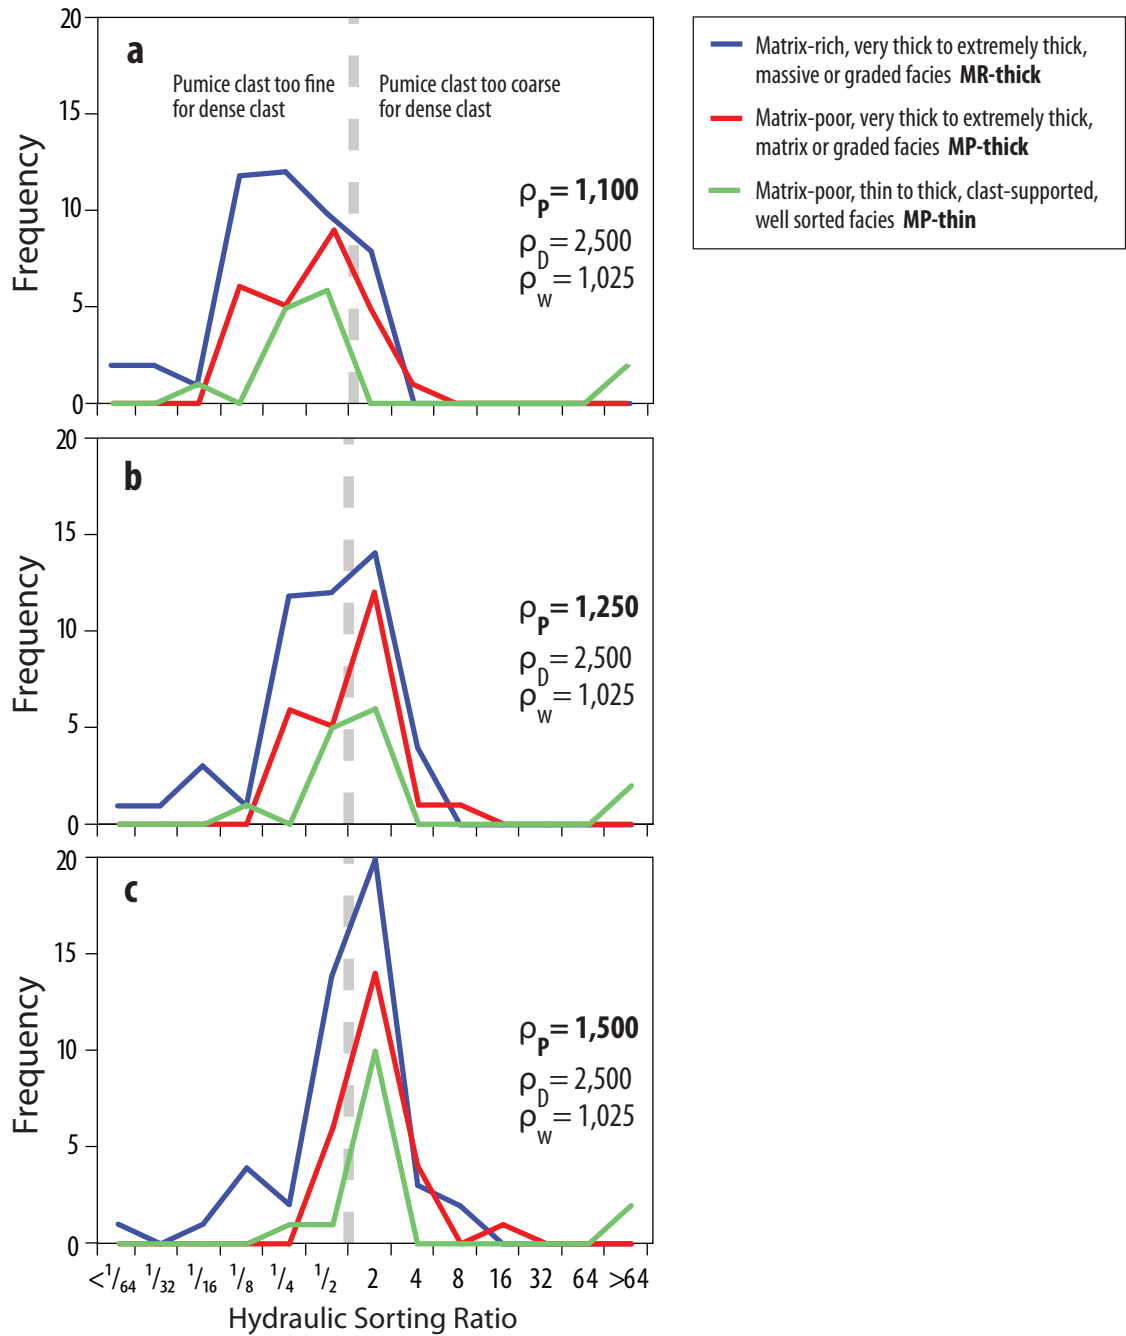 20
a
Pumice clast too fine
for dense clast
Pumice clast too coarse
for dense clast
15
10
5
0
Frequency
ρP = 1,100
ρD = 2,500
ρw = 1,025
Matrix-rich, very thick to extremely thick,
massive or graded facies MR-thick
Matrix-poor, very thick to extremely thick,
matrix or graded facies MP-thick
Matrix-poor, thin to thick, clast-supported,
well sorted facies MP-thin
20
b
15
10
5
0
Frequency
ρP = 1,250
ρD = 2,500
ρw = 1,025
20
c
15
10
5
0
Frequency
ρP = 1,500
ρD = 2,500
ρw = 1,025
<1/64 1/32 1/16 1/8 1/4 1/2 2 4 8 16 32 64 >64
Hydraulic Sorting Ratio